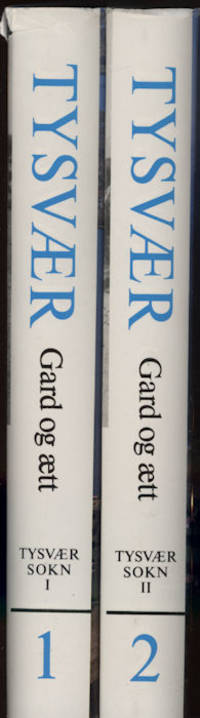 TYSVÆR
Gard og ætt
TYSVÆR
SOKN
I
1
TYSVÆR
Gard og ætt
TYSVÆR
SOKN
II
2